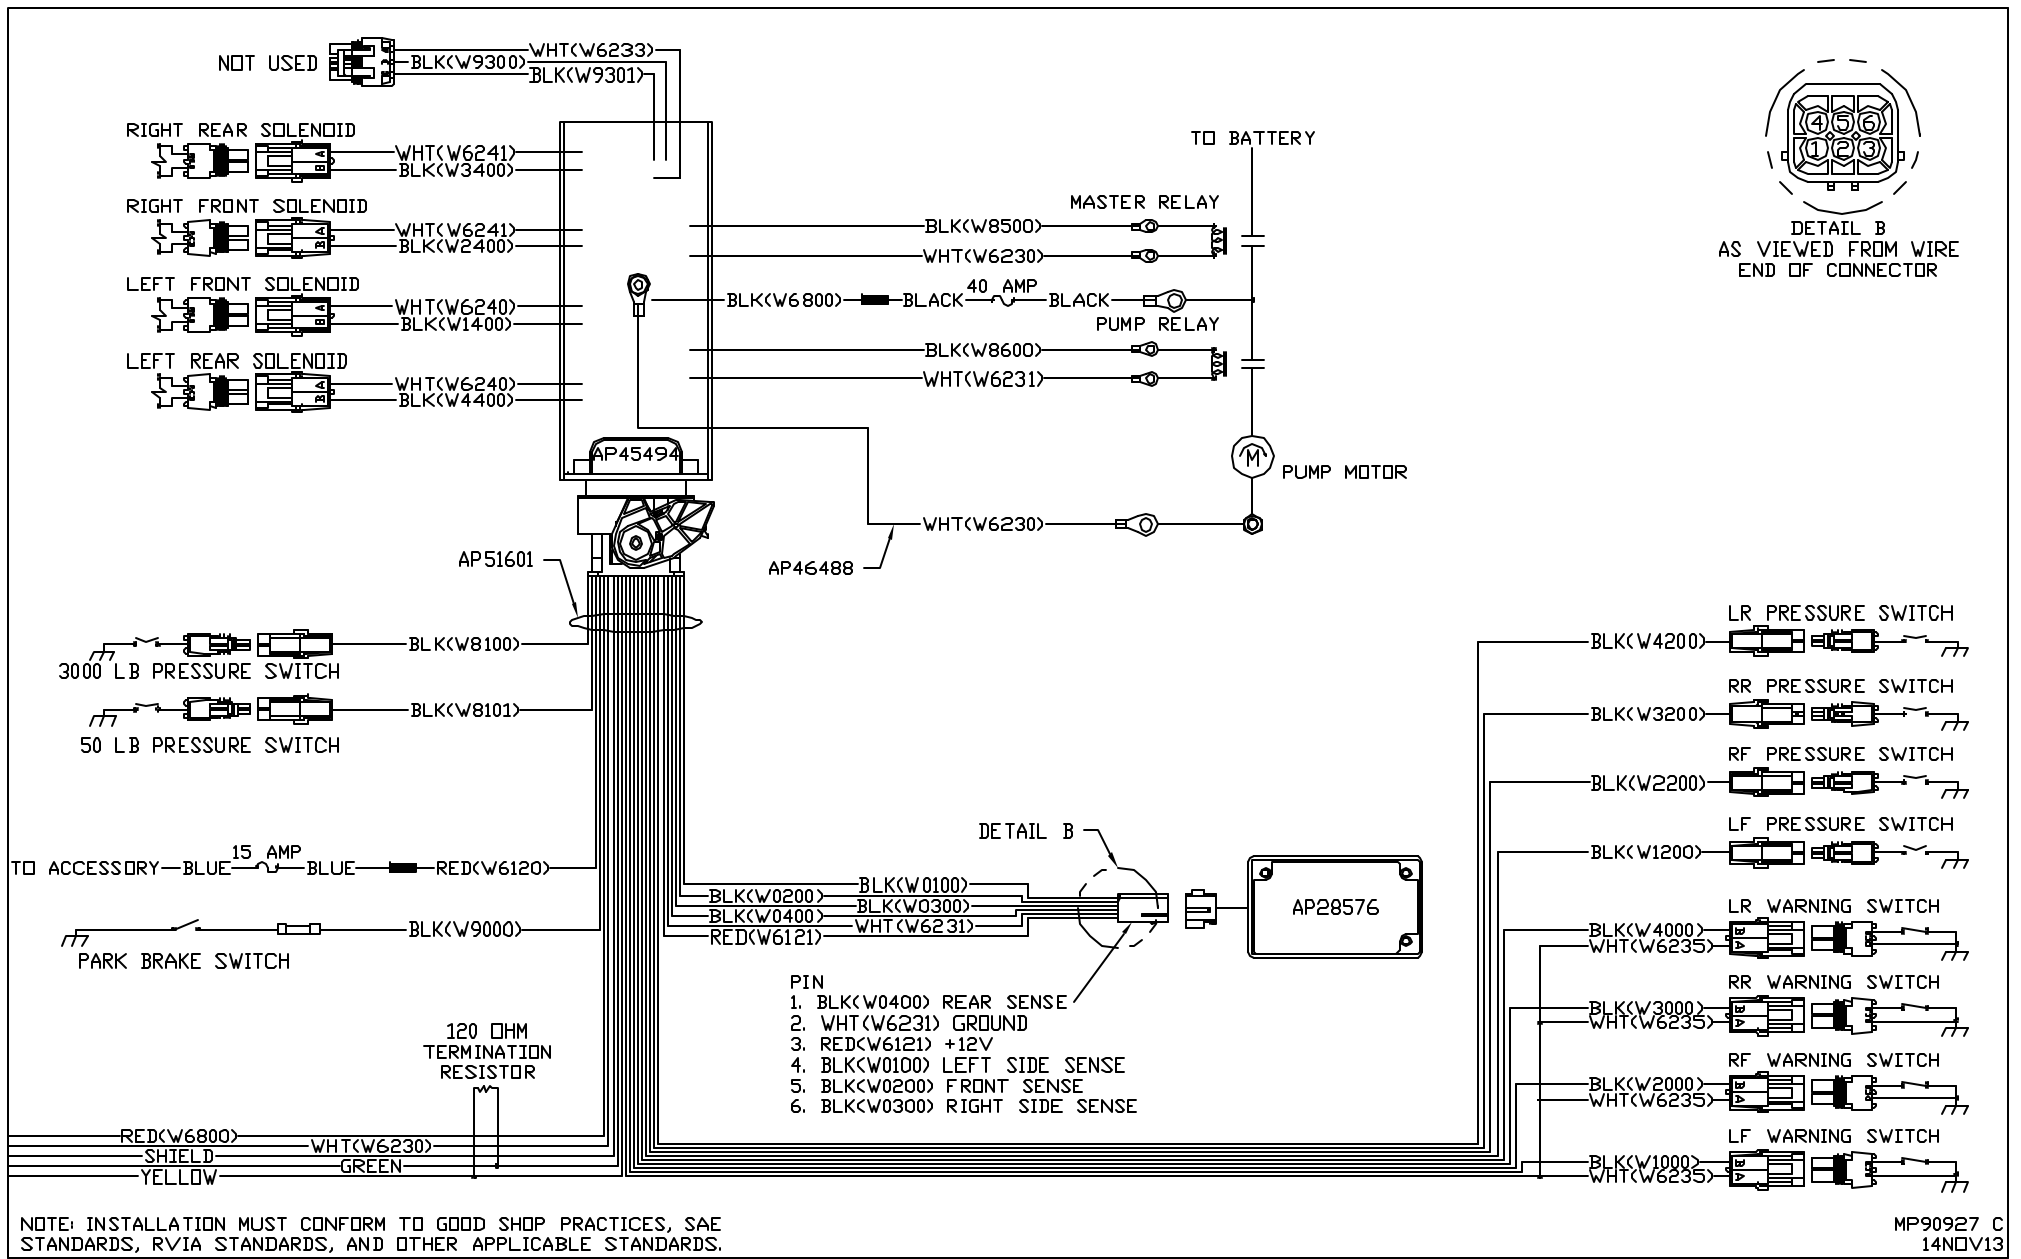 NOT USED
WHT(W6233)
BLK(W9300)
BLK(W9301)
RIGHT REAR SOLENOID
A
B
WHT(W6241)
BLK(W3400)
RIGHT FRONT SOLENOID
A
B
WHT(W6241)
BLK(W2400)
LEFT FRONT SOLENOID
A
B
WHT(W6240)
BLK(W1400)
LEFT REAR SOLENOID
A
B
WHT(W6240)
BLK(W4400)
AP45494
TO BATTERY
MASTER RELAY
BLK(W8500)
WHT(W6230)
BLK(W6800) BLACK 40 AMP BLACK
PUMP RELAY
BLK(W8600)
WHT(W6231)
M
PUMP MOTOR
WHT(W6230)
AP46488
4 5 6
1 2 3
DETAIL B
AS VIEWED FROM WIRE
END OF CONNECTOR
AP51601
BLK(W8100)
3000 LB PRESSURE SWITCH
BLK(W8101)
50 LB PRESSURE SWITCH
TO ACCESSORY BLUE 15 AMP BLUE RED(W6120)
BLK(W9000)
PARK BRAKE SWITCH
DETAIL B
BLK(W0100)
BLK(W0200)
BLK(W0300)
BLK(W0400)
WHT(W6231)
RED(W6121)
AP28576
PIN
1. BLK(W0400) REAR SENSE
2. WHT(W6231) GROUND
3. RED(W6121) +12V
4. BLK(W0100) LEFT SIDE SENSE
5. BLK(W0200) FRONT SENSE
6. BLK(W0300) RIGHT SIDE SENSE
120 OHM
TERMINATION
RESISTOR
RED(W6800)
WHT(W6230)
SHIELD
GREEN
YELLOW
LR PRESSURE SWITCH
BLK(W4200)
RR PRESSURE SWITCH
BLK(W3200)
RF PRESSURE SWITCH
BLK(W2200)
LF PRESSURE SWITCH
BLK(W1200)
LR WARNING SWITCH
BLK(W4000)
WHT(W6235)
B
A
RR WARNING SWITCH
BLK(W3000)
WHT(W6235)
B
A
RF WARNING SWITCH
BLK(W2000)
WHT(W6235)
B
A
LF WARNING SWITCH
BLK(W1000)
WHT(W6235)
B
A
NOTE: INSTALLATION MUST CONFORM TO GOOD SHOP PRACTICES, SAE
STANDARDS, RVIA STANDARDS, AND OTHER APPLICABLE STANDARDS.
MP90927 C
14NOV13